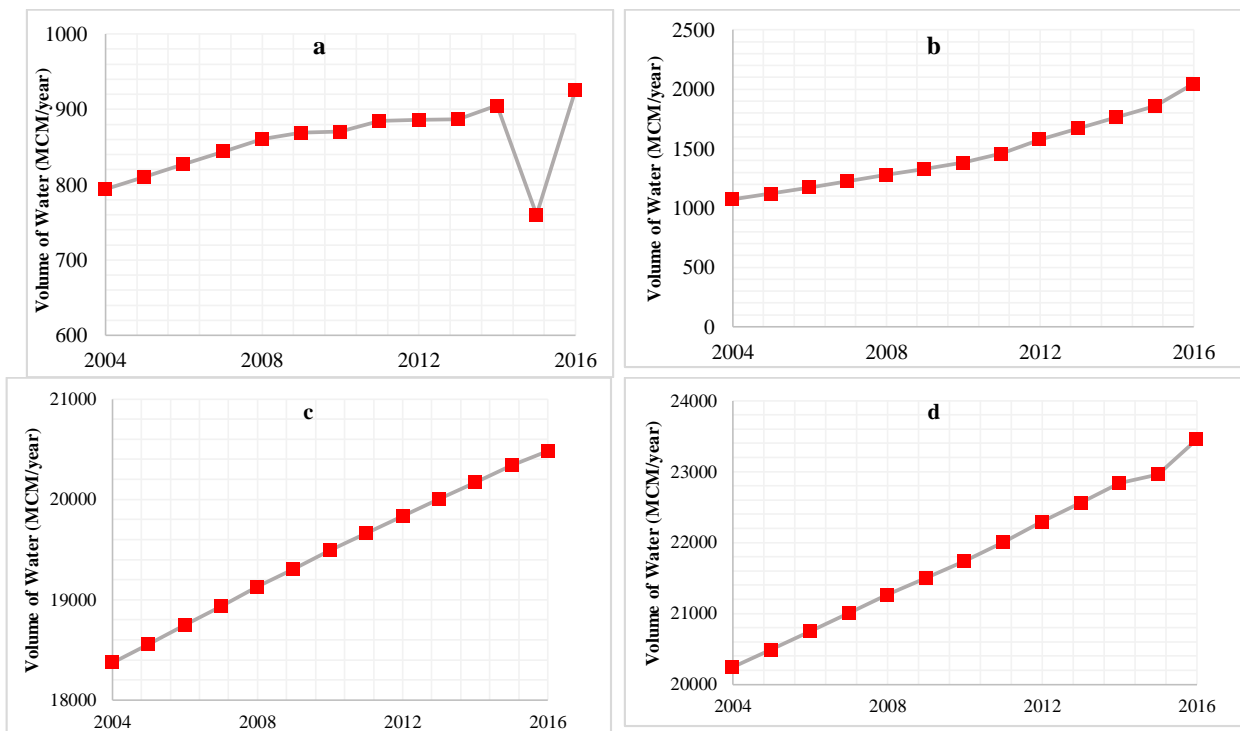 a
Volume of Water (MCM/year)
1000
900
800
700
600
2004 2008 2012 2016
b
Volume of Water (MCM/year)
2500
2000
1500
1000
500
0
2004 2008 2012 2016
c
Volume of Water (MCM/year)
21000
20000
19000
18000
2004 2008 2012 2016
d
Volume of Water (MCM/year)
24000
23000
22000
21000
20000
2004 2008 2012 2016